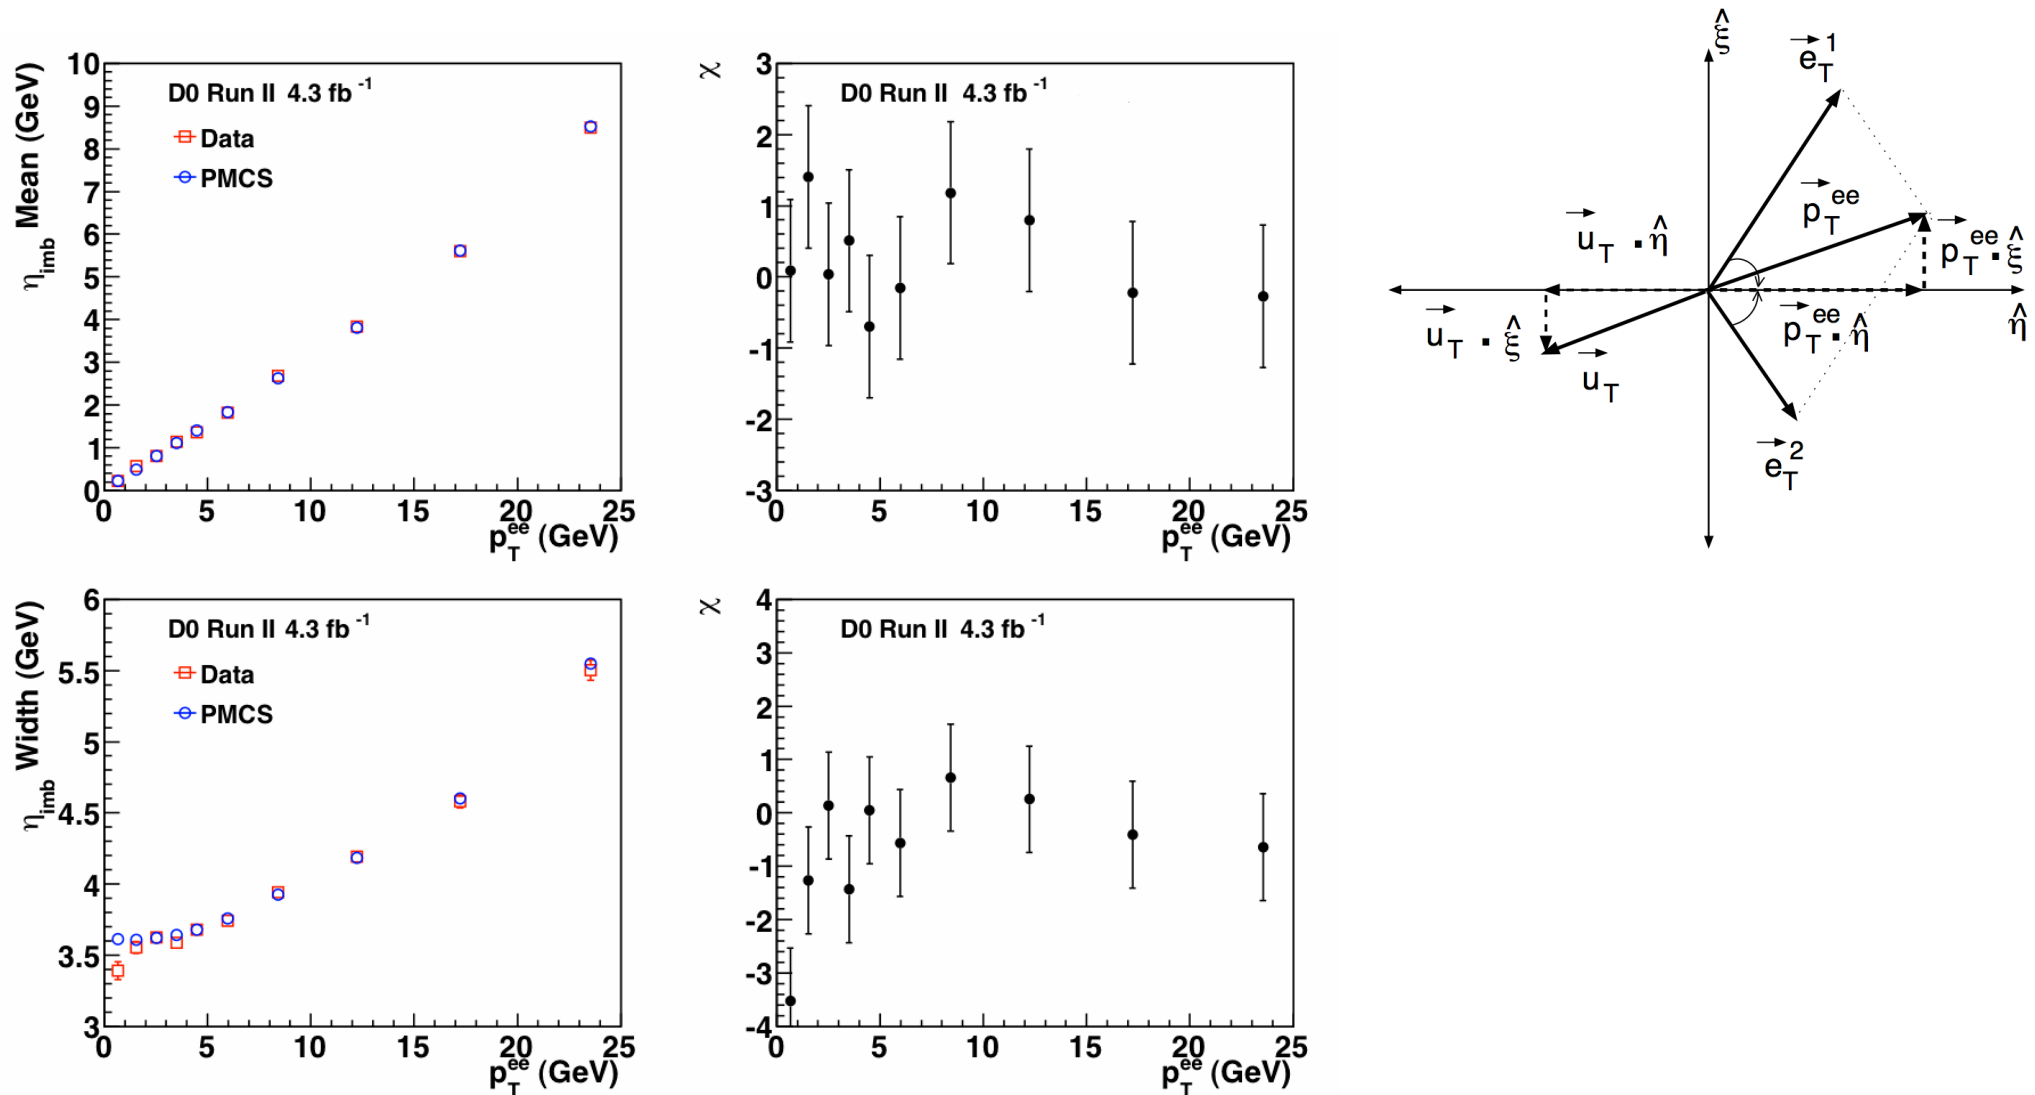 η_imb Mean (GeV)
10
9
8
7
6
5
4
3
2
1
0
D0 Run II 4.3 fb⁻¹
Data
PMCS
0 5 10 15 20 25
p_T^ee (GeV)
χ
3
2
1
0
-1
-2
-3
D0 Run II 4.3 fb⁻¹
0 5 10 15 20 25
p_T^ee (GeV)
ξ̂
e⃗_T^1
p⃗_T^ee
u⃗_T · η̂
p⃗_T^ee · ξ̂
η̂
p⃗_T^ee · η̂
u⃗_T · ξ̂
u⃗_T
e⃗_T^2
η_imb Width (GeV)
6
5.5
5
4.5
4
3.5
3
D0 Run II 4.3 fb⁻¹
Data
PMCS
0 5 10 15 20 25
p_T^ee (GeV)
χ
4
3
2
1
0
-1
-2
-3
-4
D0 Run II 4.3 fb⁻¹
0 5 10 15 20 25
p_T^ee (GeV)